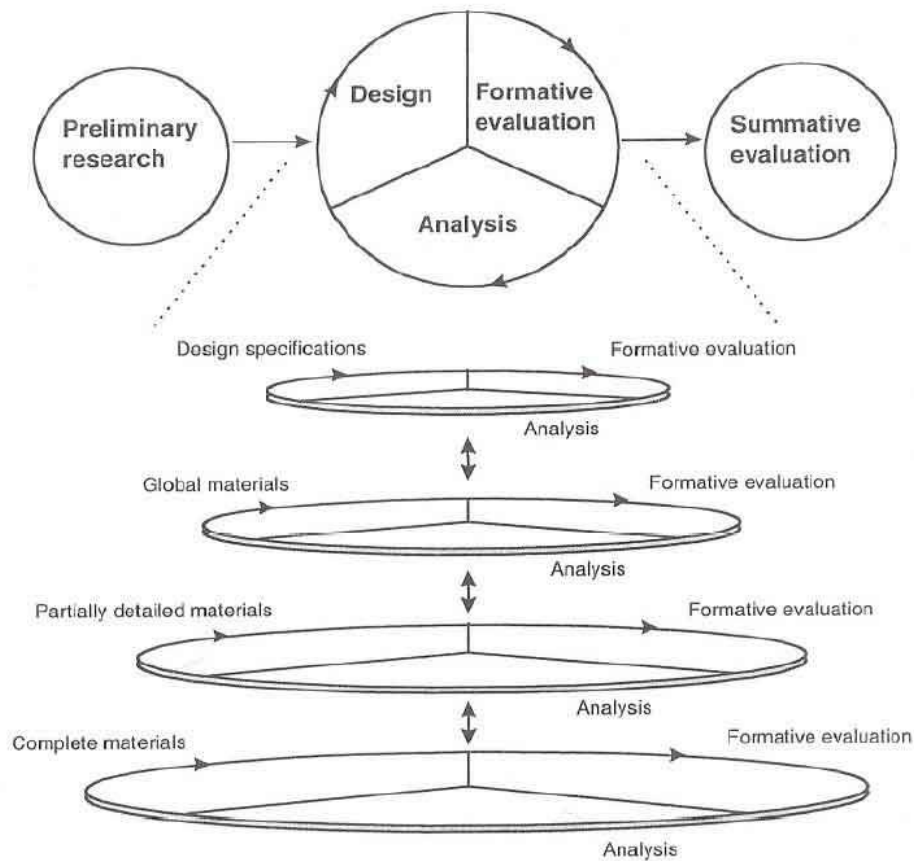 Preliminary
research
Design
Formative
evaluation
Analysis
Summative
evaluation
Design specifications
Formative evaluation
Analysis
Global materials
Formative evaluation
Analysis
Partially detailed materials
Formative evaluation
Analysis
Complete materials
Formative evaluation
Analysis